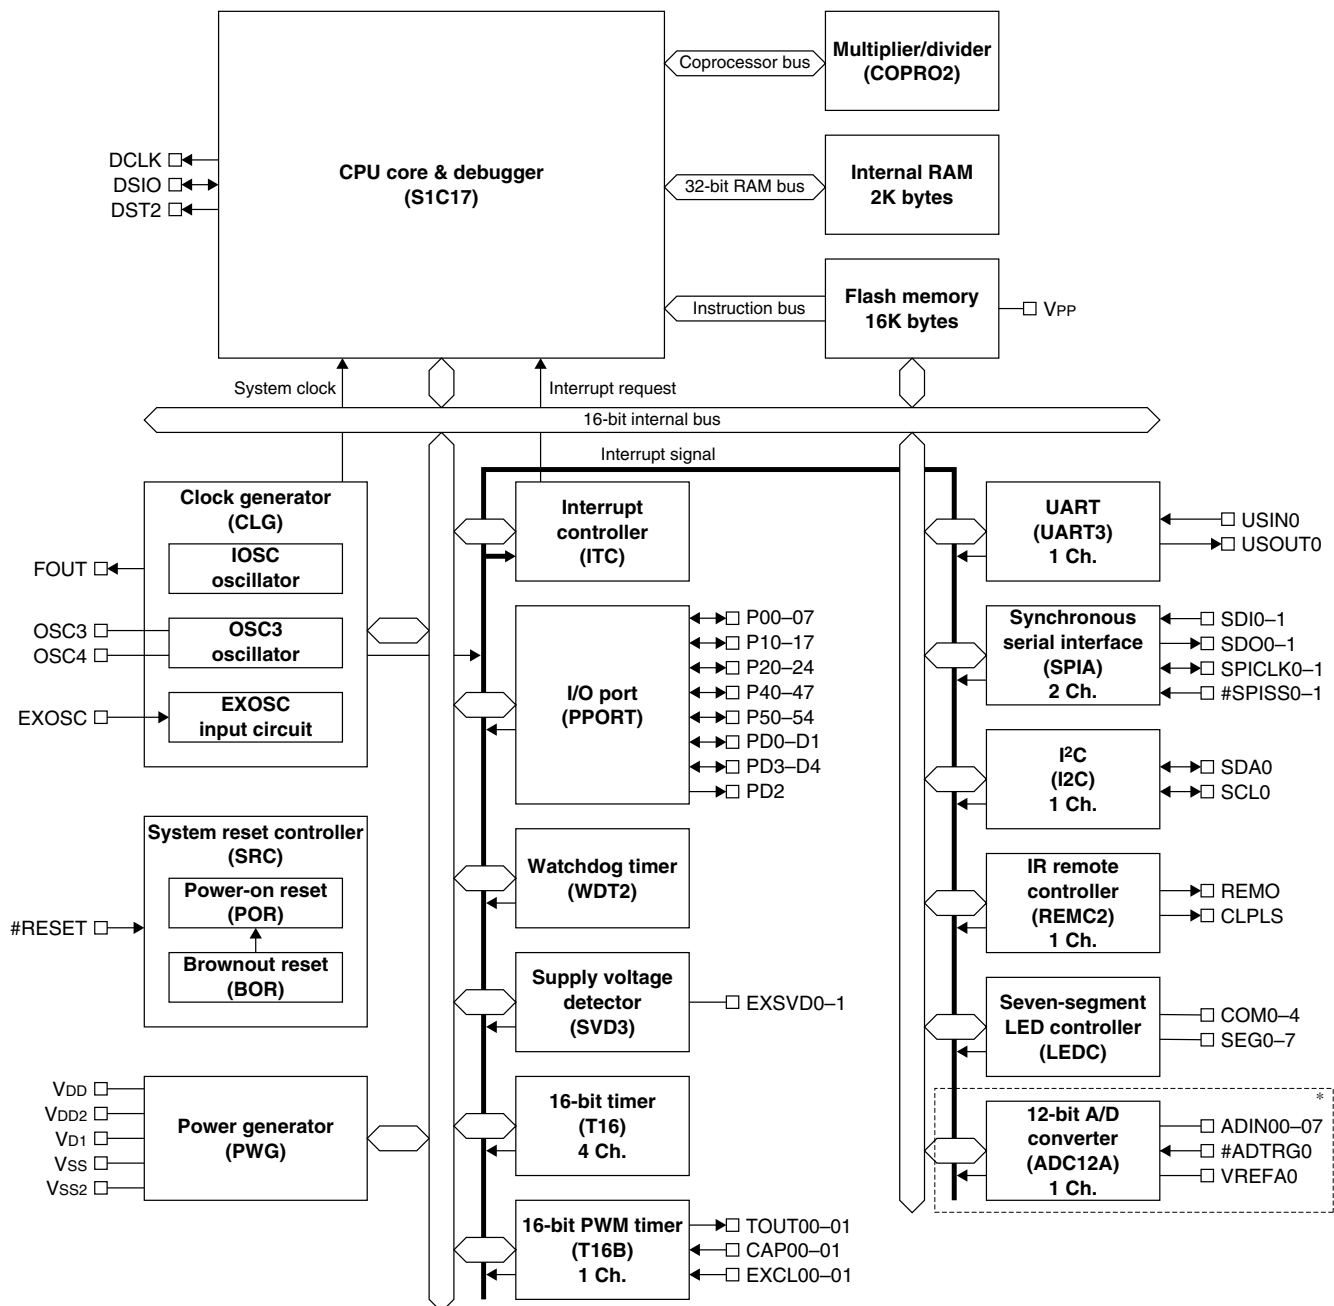 CPU core & debugger
(S1C17)
DCLK
DSIO
DST2
Coprocessor bus
Multiplier/divider
(COPRO2)
32-bit RAM bus
Internal RAM
2K bytes
Instruction bus
Flash memory
16K bytes
VPP
System clock
Interrupt request
16-bit internal bus
Interrupt signal
Clock generator
(CLG)
IOSC
oscillator
OSC3
oscillator
EXOSC
input circuit
FOUT
OSC3
OSC4
EXOSC
System reset controller
(SRC)
Power-on reset
(POR)
Brownout reset
(BOR)
#RESET
Power generator
(PWG)
VDD
VDD2
VD1
VSS
VSS2
Interrupt
controller
(ITC)
I/O port
(PPORT)
P00–07
P10–17
P20–24
P40–47
P50–54
PD0–D1
PD3–D4
PD2
Watchdog timer
(WDT2)
Supply voltage
detector
(SVD3)
EXSVD0–1
16-bit timer
(T16)
4 Ch.
16-bit PWM timer
(T16B)
1 Ch.
TOUT00–01
CAP00–01
EXCL00–01
UART
(UART3)
1 Ch.
USIN0
USOUT0
Synchronous
serial interface
(SPIA)
2 Ch.
SDI0–1
SDO0–1
SPICLK0–1
#SPISS0–1
I²C
(I2C)
1 Ch.
SDA0
SCL0
IR remote
controller
(REMC2)
1 Ch.
REMO
CLPLS
Seven-segment
LED controller
(LEDC)
COM0–4
SEG0–7
*
12-bit A/D
converter
(ADC12A)
1 Ch.
ADIN00–07
#ADTRG0
VREFA0